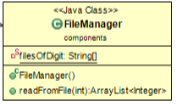 <<Java Class>>
FileManager
components
filesOfDigit: String[]
FileManager()
readFromFile(int):ArrayList<Integer>